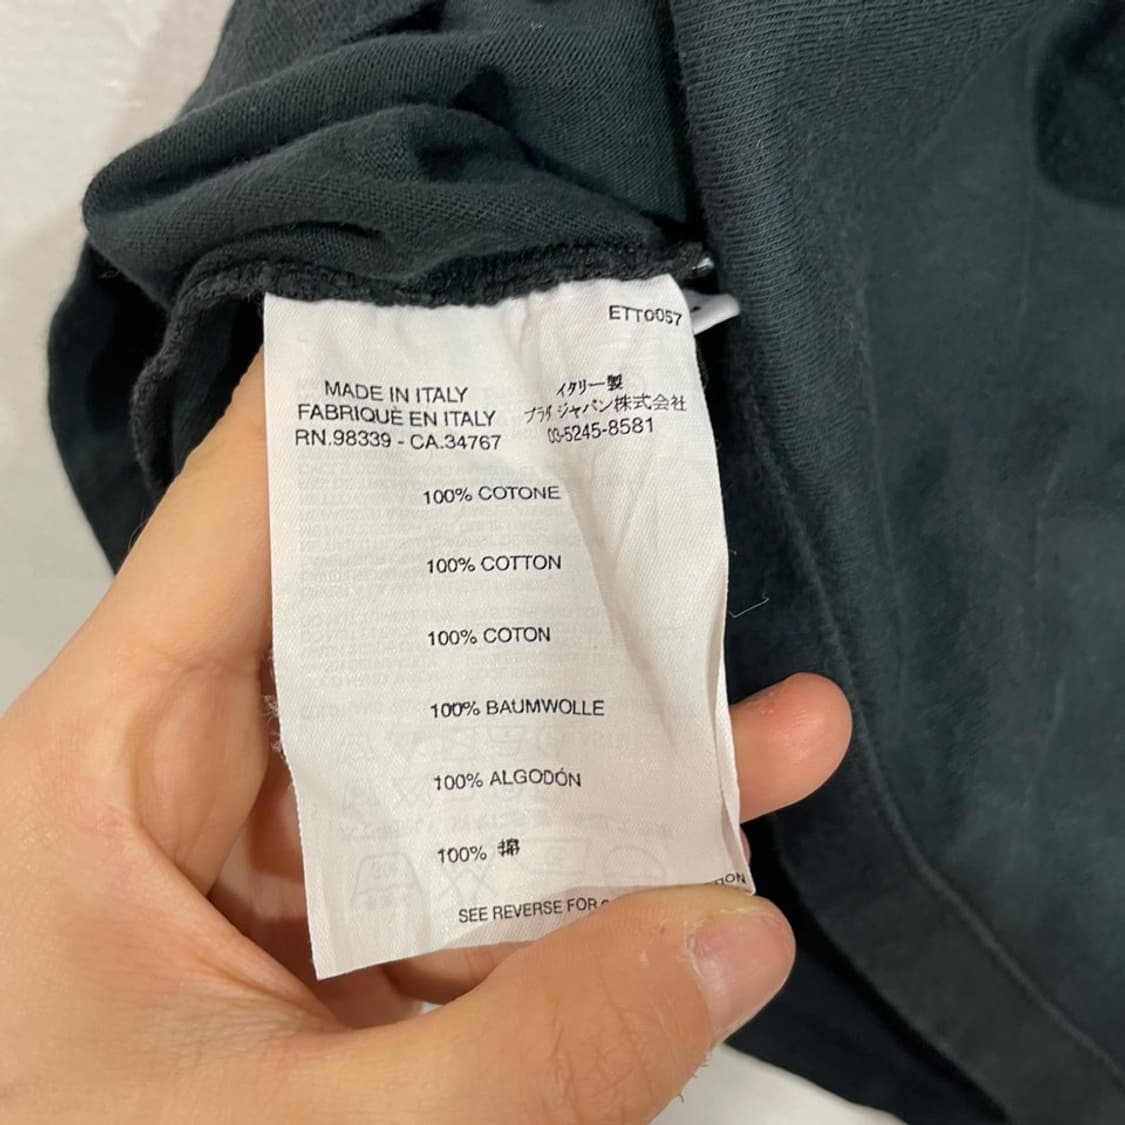 ETT0057
MADE IN ITALY
FABRIQUÈ EN ITALY
RN.98339 - CA.34767
イタリー製
プラダ ジャパン株式会社
03-5245-8581
100% COTONE
100% COTTON
100% COTON
100% BAUMWOLLE
100% ALGODÓN
100% 綿
SEE REVERSE FOR